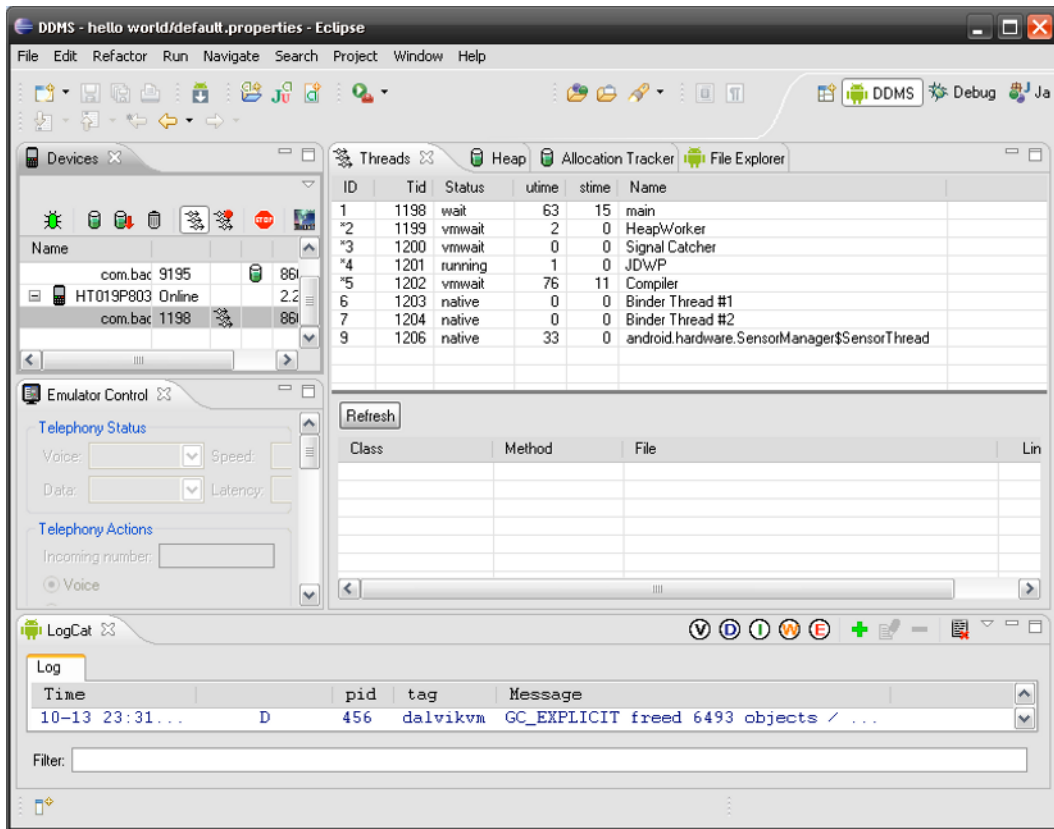 DDMS - hello world/default.properties - Eclipse
File Edit Refactor Run Navigate Search Project Window Help
DDMS Debug Ja
Devices
Threads Heap Allocation Tracker File Explorer
ID Tid Status utime stime Name
1 1198 wait 63 15 main
*2 1199 vmwait 2 0 HeapWorker
*3 1200 vmwait 0 0 Signal Catcher
*4 1201 running 1 0 JDWP
*5 1202 vmwait 76 11 Compiler
6 1203 native 0 0 Binder Thread #1
7 1204 native 0 0 Binder Thread #2
9 1206 native 33 0 android.hardware.SensorManager$SensorThread
STOP
Name
com.bac 9195 860
HT019P803 Online 2.2
com.bac 1198 860
Emulator Control
Telephony Status
Voice: Speed:
Data: Latency:
Telephony Actions
Incoming number:
Voice
Refresh
Class Method File Lin
LogCat
V D I W E
Log
Time pid tag Message
10-13 23:31... D 456 dalvikvm GC_EXPLICIT freed 6493 objects / ...
Filter: